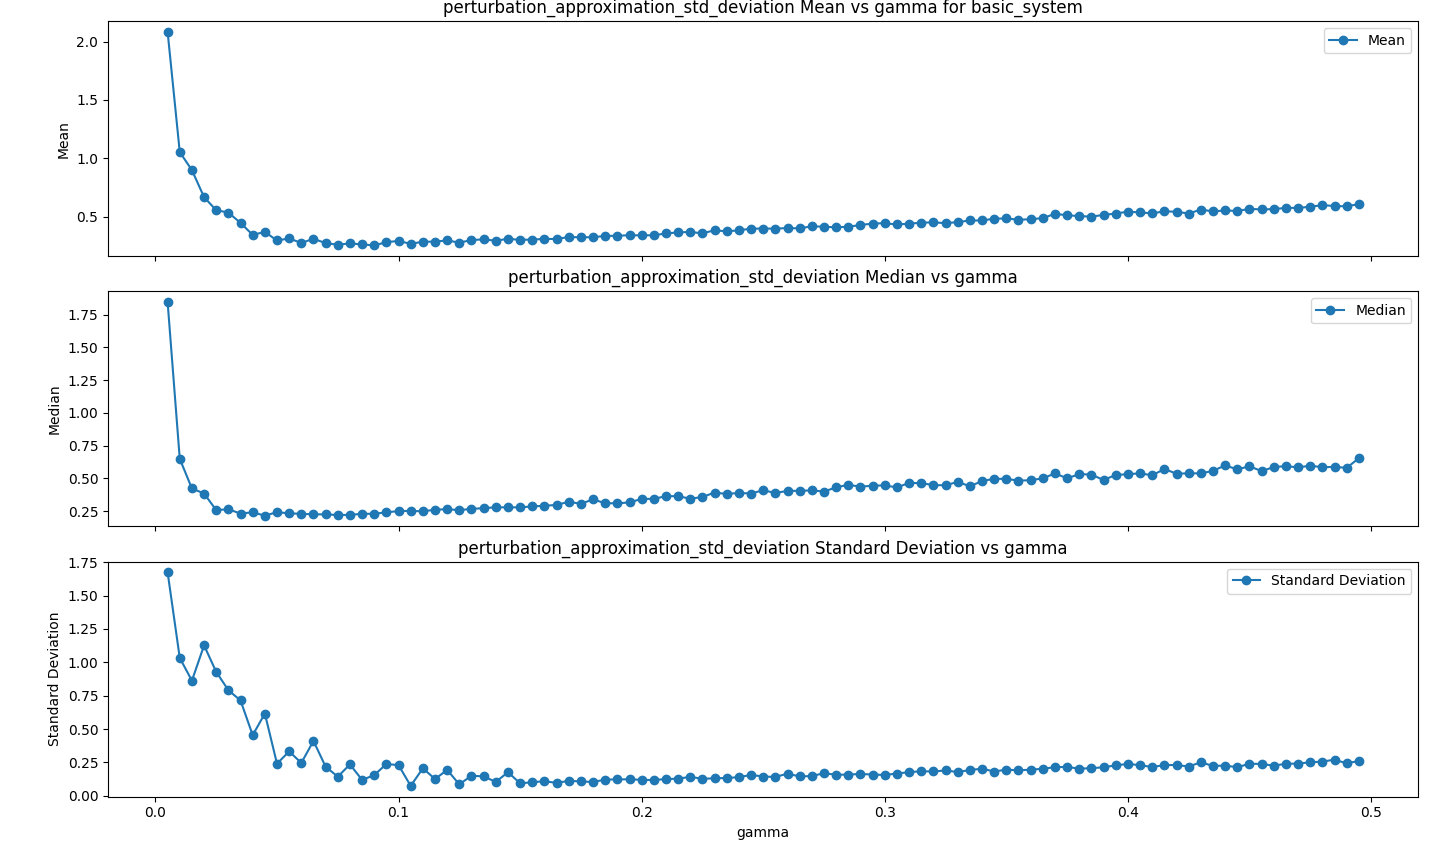 perturbation_approximation_std_deviation Mean vs gamma for basic_system
Mean
2.0
1.5
1.0
0.5
Mean
perturbation_approximation_std_deviation Median vs gamma
Median
1.75
1.50
1.25
1.00
0.75
0.50
0.25
Median
perturbation_approximation_std_deviation Standard Deviation vs gamma
Standard Deviation
1.75
1.50
1.25
1.00
0.75
0.50
0.25
0.00
Standard Deviation
0.0 0.1 0.2 0.3 0.4 0.5
gamma